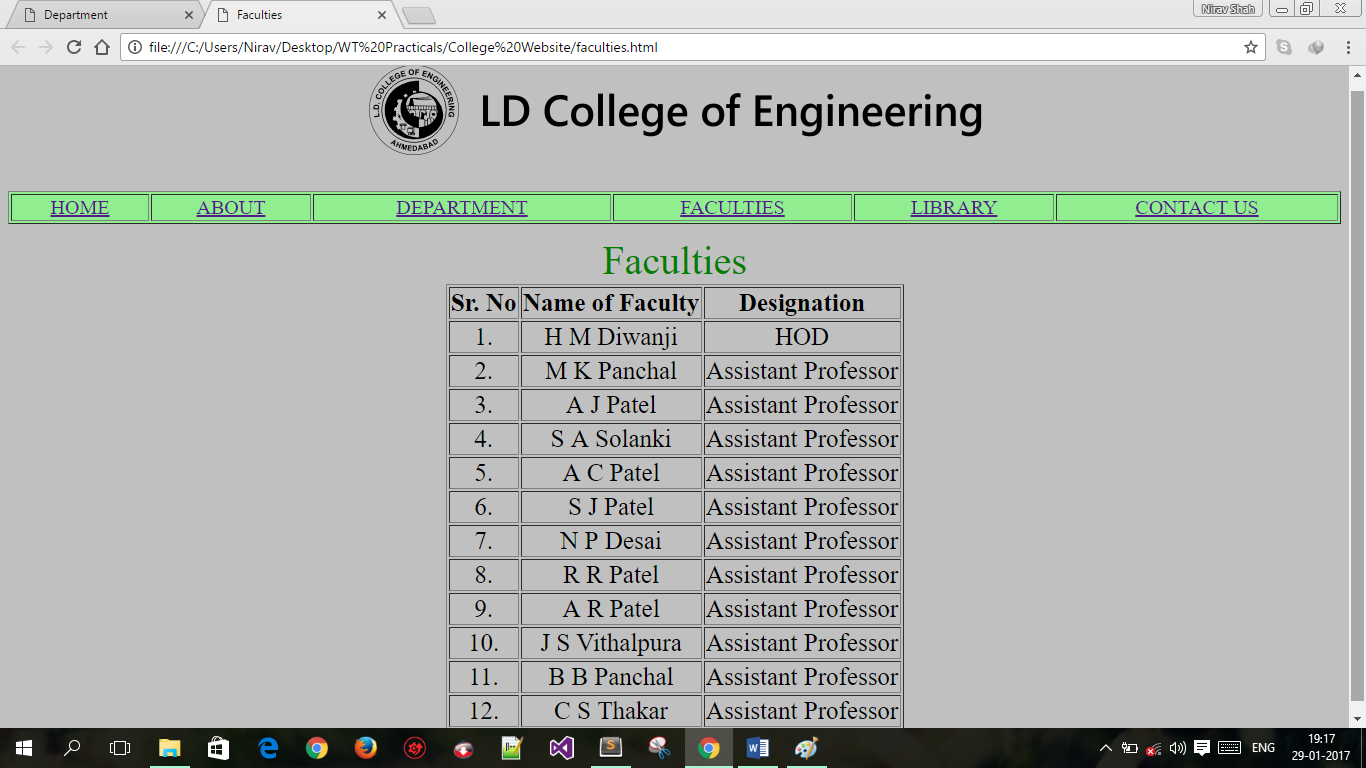 Department Faculties Nirav Shah
file:///C:/Users/Nirav/Desktop/WT%20Practicals/College%20Website/faculties.html
L.D. COLLEGE OF ENGINEERING
AHMEDABAD
LD College of Engineering
HOME ABOUT DEPARTMENT FACULTIES LIBRARY CONTACT US
Faculties
Sr. No Name of Faculty Designation
1. H M Diwanji HOD
2. M K Panchal Assistant Professor
3. A J Patel Assistant Professor
4. S A Solanki Assistant Professor
5. A C Patel Assistant Professor
6. S J Patel Assistant Professor
7. N P Desai Assistant Professor
8. R R Patel Assistant Professor
9. A R Patel Assistant Professor
10. J S Vithalpura Assistant Professor
11. B B Panchal Assistant Professor
12. C S Thakar Assistant Professor
ENG 19:17
29-01-2017